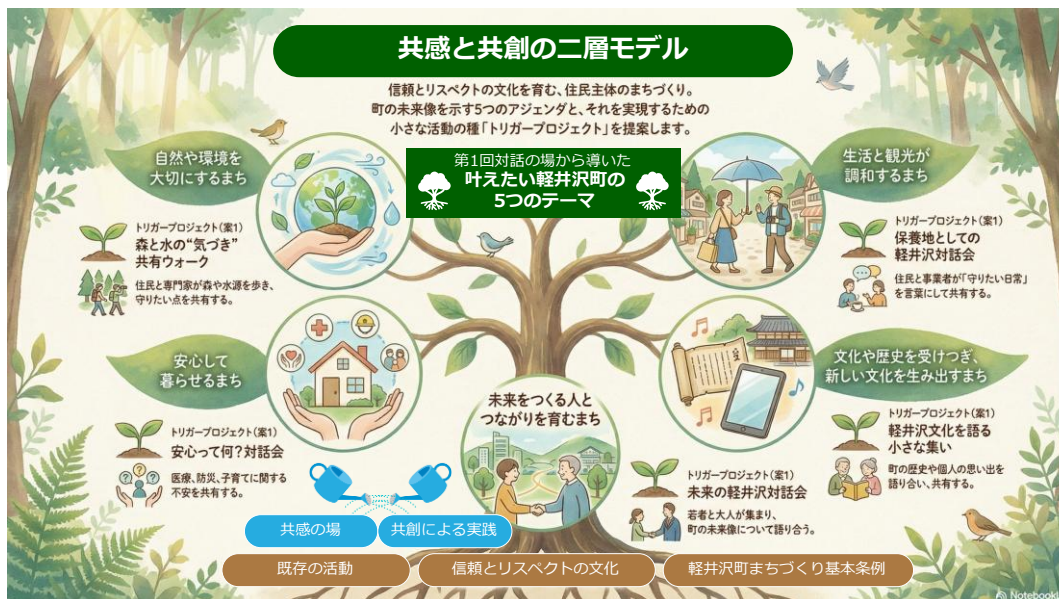 共感と共創の二層モデル
信頼とリスペクトの文化を育む、住民主体のまちづくり。
町の未来像を示す5つのアジェンダと、それを実現するための
小さな活動の種「トリガープロジェクト」を提案します。
第1回対話の場から導いた
叶えたい軽井沢町の
5つのテーマ
自然や環境を
大切にするまち
トリガープロジェクト(案1)
森と水の“気づき”
共有ウォーク
住民と専門家が森や水源を歩き、
守りたい点を共有する。
生活と観光が
調和するまち
トリガープロジェクト(案1)
保養地としての
軽井沢対話会
住民と事業者が「守りたい日常」
を言葉にして共有する。
安心して
暮らせるまち
トリガープロジェクト(案1)
安心って何?対話会
医療、防災、子育てに関する
不安を共有する。
未来をつくる人と
つながりを育むまち
トリガープロジェクト(案1)
未来の軽井沢対話会
若者と大人が集まり、
町の未来像について語り合う。
文化や歴史を受けつぎ、
新しい文化を生み出すまち
トリガープロジェクト(案1)
軽井沢文化を語る
小さな集い
町の歴史や個人の思い出を
語り合い、共有する。
共感の場
共創による実践
既存の活動
信頼とリスペクトの文化
軽井沢町まちづくり基本条例
Notebook